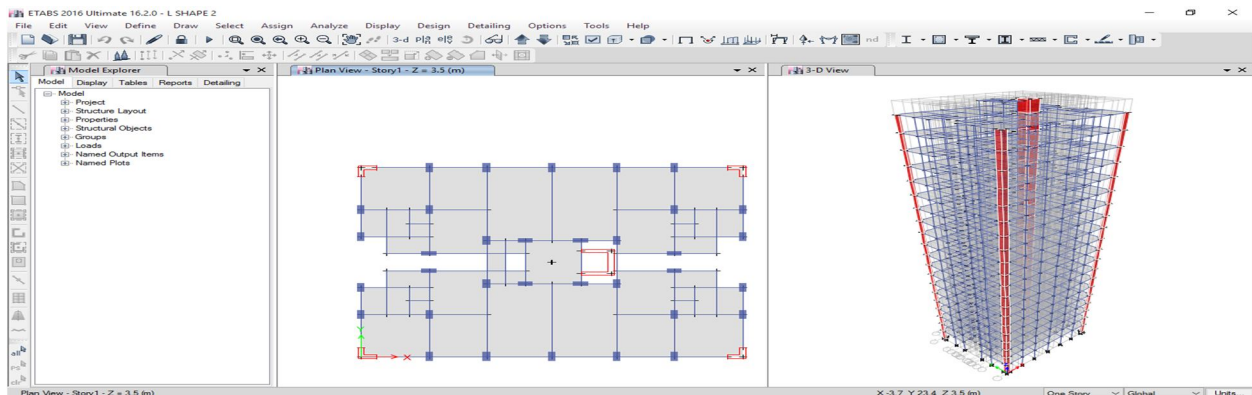 ETABS 2016 Ultimate 16.2.0 - L SHAPE 2
File Edit View Define Draw Select Assign Analyze Display Design Detailing Options Tools Help
3-d
nd
Model Explorer
Plan View - Story1 - Z = 3.5 (m)
3-D View
Model Display Tables Reports Detailing
Model
Project
Structure Layout
Properties
Structural Objects
Groups
Loads
Named Output Items
Named Plots
Y
X
all
Plan View - Story1 - Z = 3.5 (m)
X -3.7 Y 23.4 Z 3.5 (m)
One Story
Global
Units...